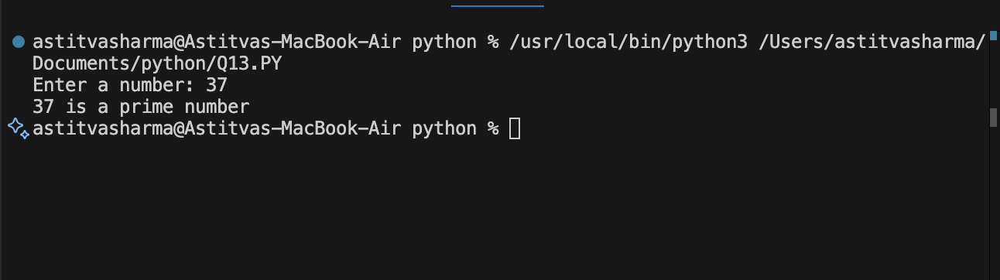 astitvasharma@Astitvas-MacBook-Air python % /usr/local/bin/python3 /Users/astitvasharma/
Documents/python/Q13.PY
Enter a number: 37
37 is a prime number
astitvasharma@Astitvas-MacBook-Air python %